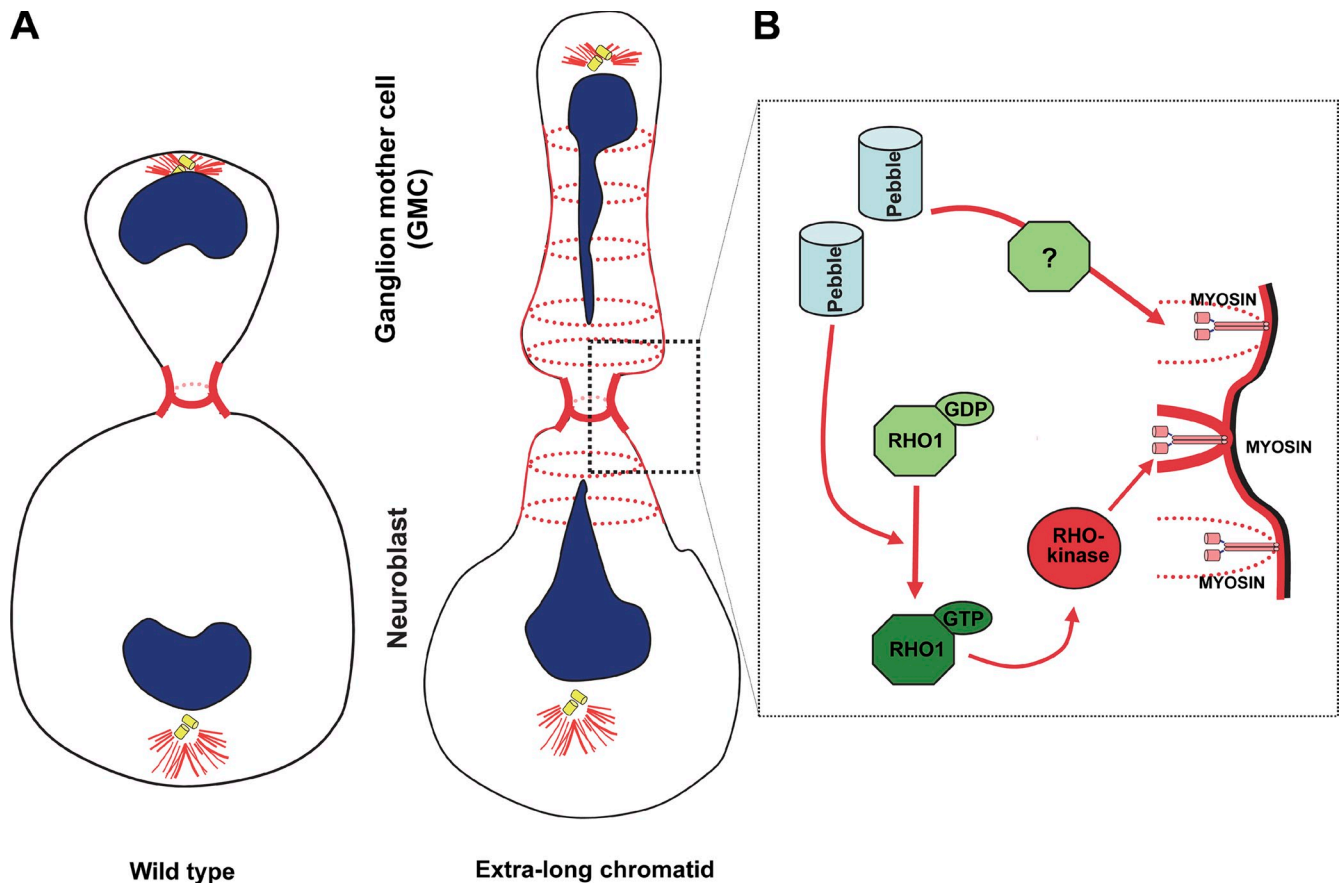 A
B
Ganglion mother cell
(GMC)
Neuroblast
Wild type
Extra-long chromatid
Pebble
Pebble
?
MYOSIN
GDP
RHO1
MYOSIN
RHO-
kinase
MYOSIN
GTP
RHO1